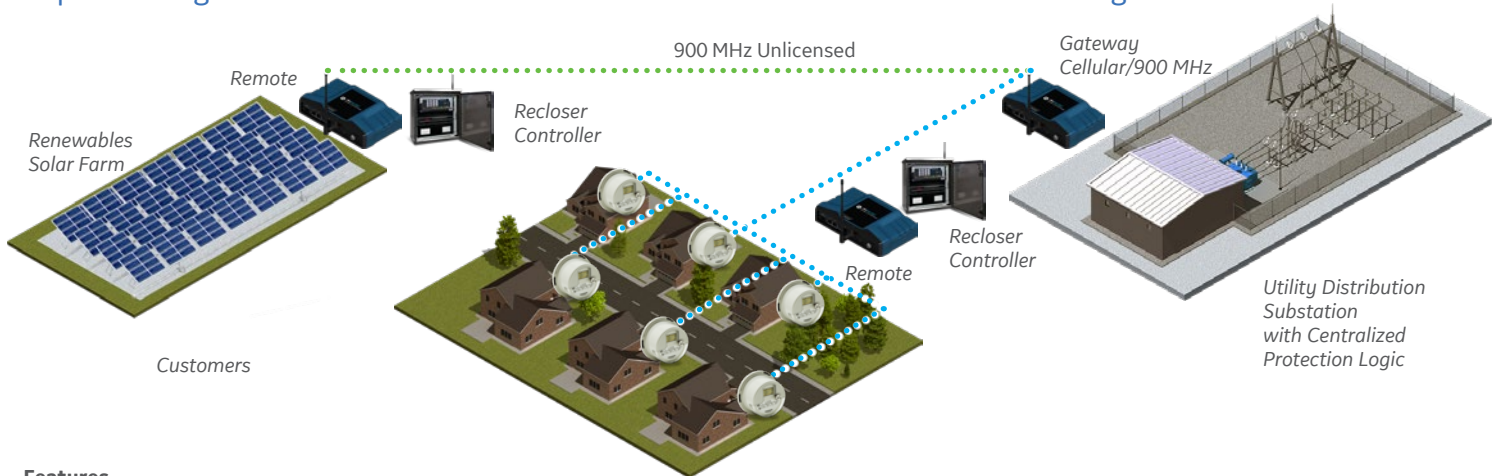 900 MHz Unlicensed
Gateway
Cellular/900 MHz
Remote
Recloser
Controller
Renewables
Solar Farm
Recloser
Controller
Remote
Utility Distribution
Substation
with Centralized
Protection Logic
Customers
Features